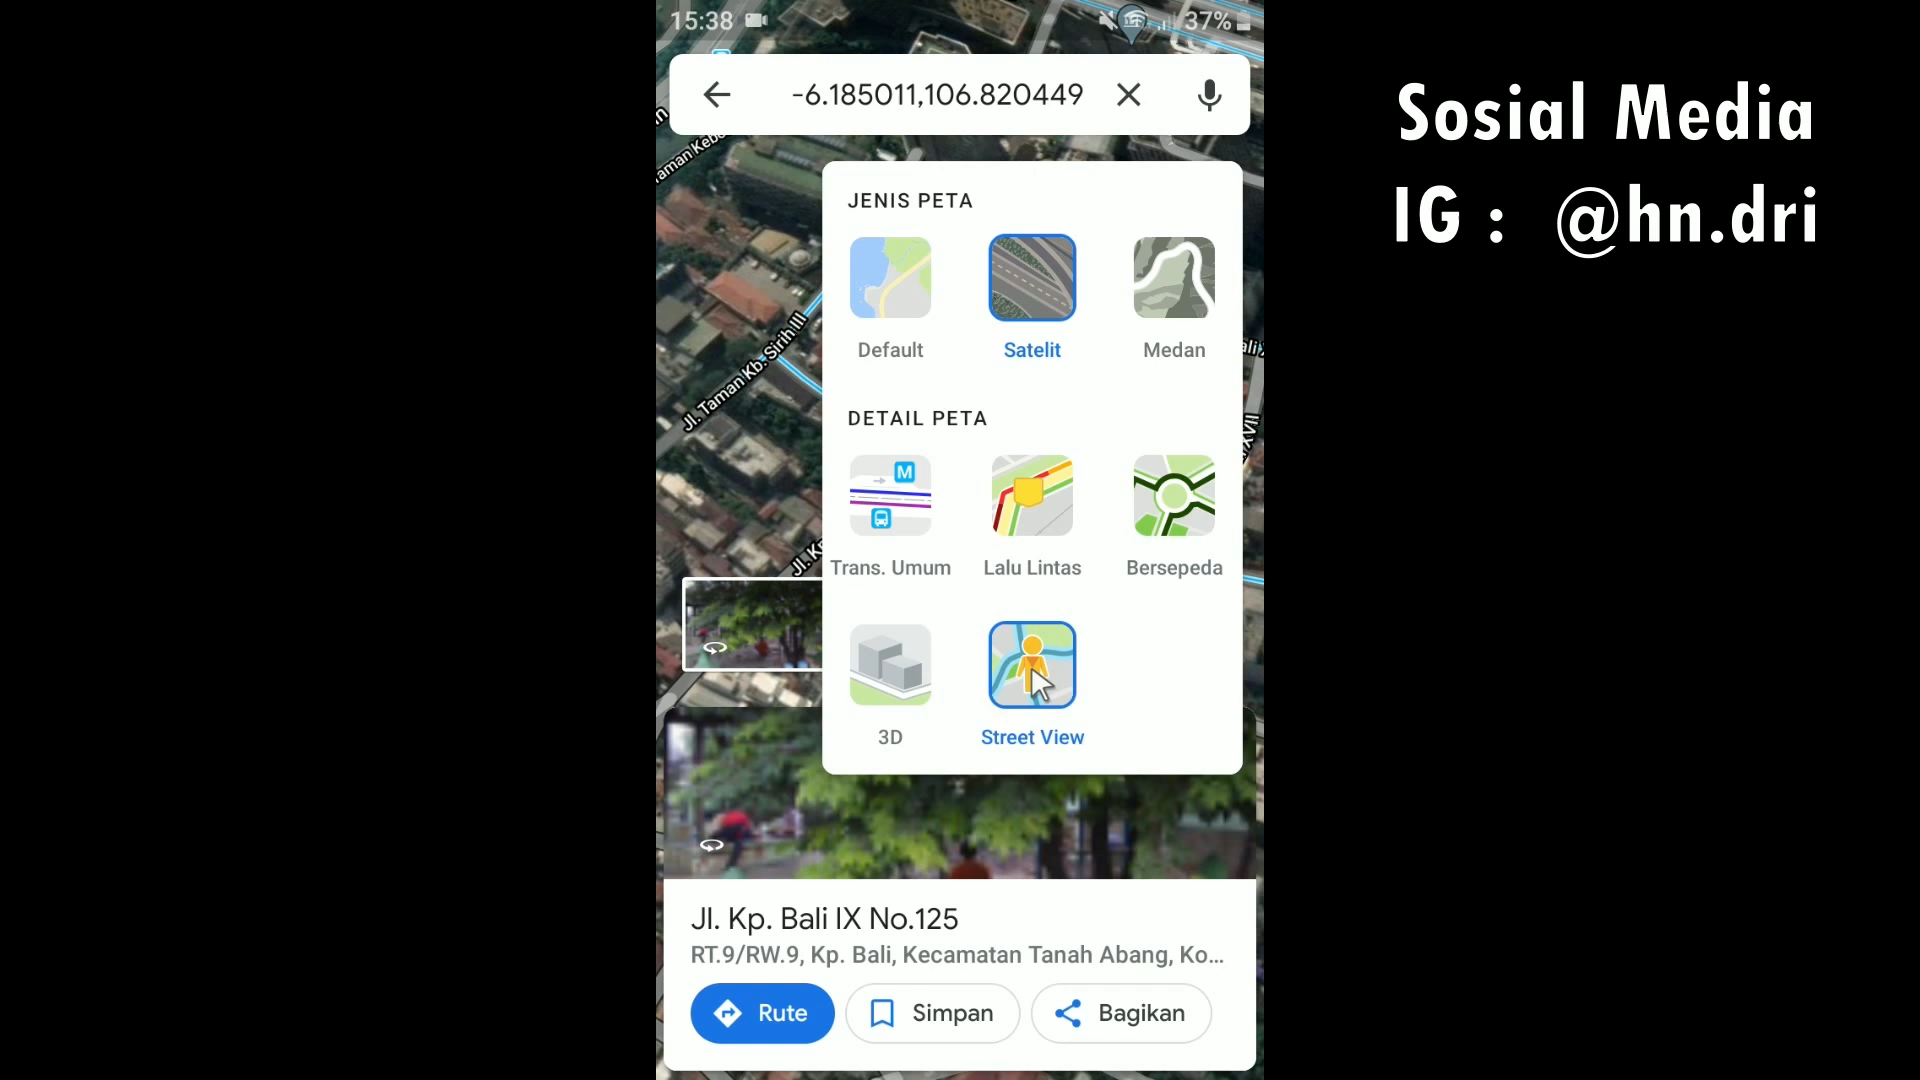 15:38
37%
-6.185011,106.820449
Sosial Media
IG : @hn.dri
JENIS PETA
Default
Satelit
Medan
Jl. Taman Kb. Sirih III
DETAIL PETA
M
Trans. Umum
Lalu Lintas
Bersepeda
3D
Street View
Jl. Kp. Bali IX No.125
RT.9/RW.9, Kp. Bali, Kecamatan Tanah Abang, Ko...
Rute
Simpan
Bagikan